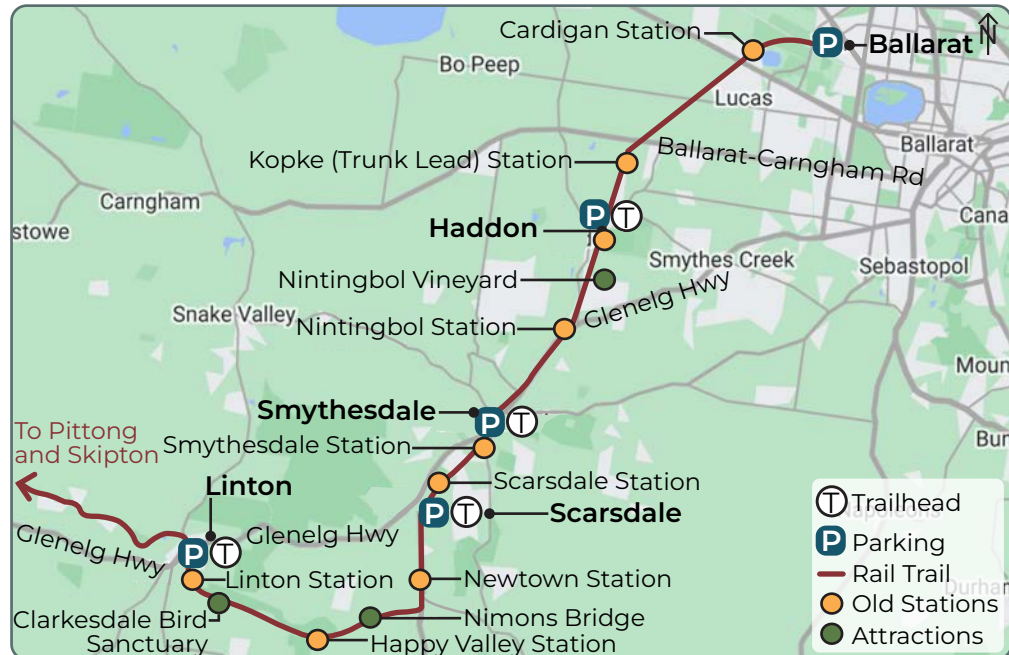 Cardigan Station
P
Ballarat
N
Bo Peep
Lucas
Ballarat
Kopke (Trunk Lead) Station
Ballarat-Carngham Rd
Carngham
P T
Cana
stowe
Haddon
Smythes Creek
Sebastopol
Nintingbol Vineyard
Glenelg Hwy
Snake Valley
Nintingbol Station
Moun
Smythesdale
P T
To Pittong
and Skipton
Smythesdale Station
Bur
Linton
Scarsdale Station
P T
Scarsdale
Glenelg Hwy
Glenelg Hwy
P T
Linton Station
Newtown Station
Clarkesdale Bird
Sanctuary
Nimons Bridge
Happy Valley Station
T Trailhead
P Parking
Rail Trail
Durha
Old Stations
Attractions